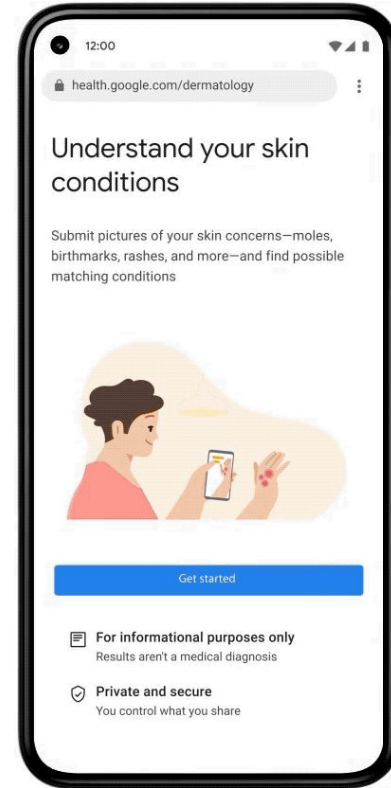 12:00
health.google.com/dermatology
Understand your skin
conditions
Submit pictures of your skin concerns—moles,
birthmarks, rashes, and more—and find possible
matching conditions
Get started
For informational purposes only
Results aren't a medical diagnosis
Private and secure
You control what you share